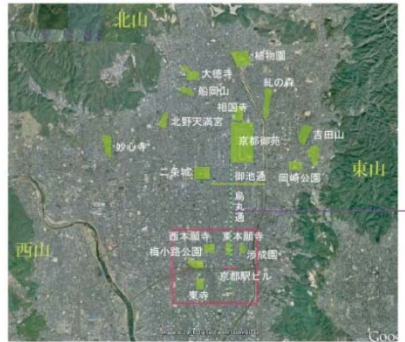 北山
植物園
大徳寺
船岡山
糺の森
相国寺
北野天満宮
京都御苑
吉田山
妙心寺
二条城
御池通
岡崎公園
東山
烏丸通
西山
西本願寺
東本願寺
梅小路公園
渉成園
京都駅ビル
東寺
Goo